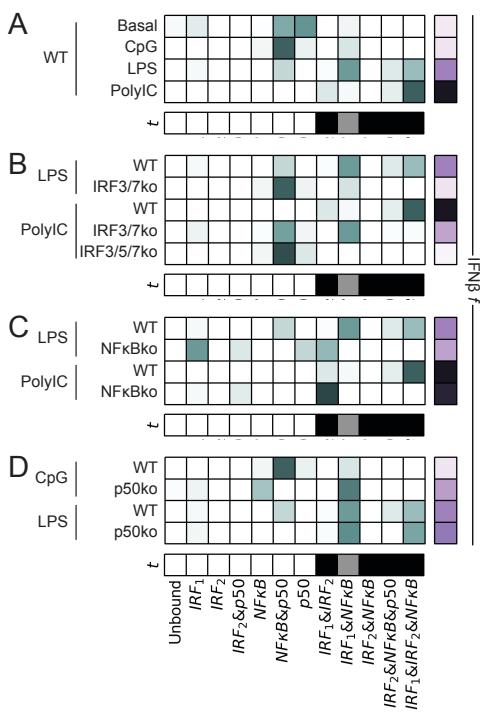 A
WT
Basal
CpG
LPS
PolyIC
t
B
LPS
WT
IRF3/7ko
PolyIC
WT
IRF3/7ko
IRF3/5/7ko
t
C
LPS
WT
NFκBko
PolyIC
WT
NFκBko
t
D
CpG
WT
p50ko
LPS
WT
p50ko
t
IFNβ f
Unbound
IRF₁
IRF₂
IRF₂&p50
NFκB
NFκB&p50
p50
IRF₁&IRF₂
IRF₁&NFκB
IRF₂&NFκB
IRF₂&NFκB&p50
IRF₁&IRF₂&NFκB